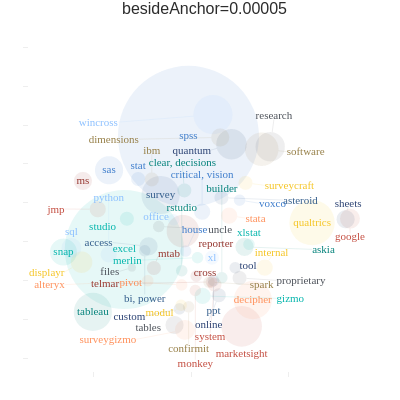 besideAnchor=0.00005
research
wincross
spss
dimensions
ibm quantum software
stat clear, decisions
sas critical, vision
ms builder surveycraft
python survey asteroid
rstudio voxco sheets
jmp office stata qualtrics
sql house uncle xlstat google
access reporter
snap excel mtab xl internal askia
merlin
displayr files cross tool
alteryx telmar pivot spark proprietary
bi, power decipher gizmo
tableau custom modul ppt
tables online
surveygizmo system
confirmit marketsight
monkey